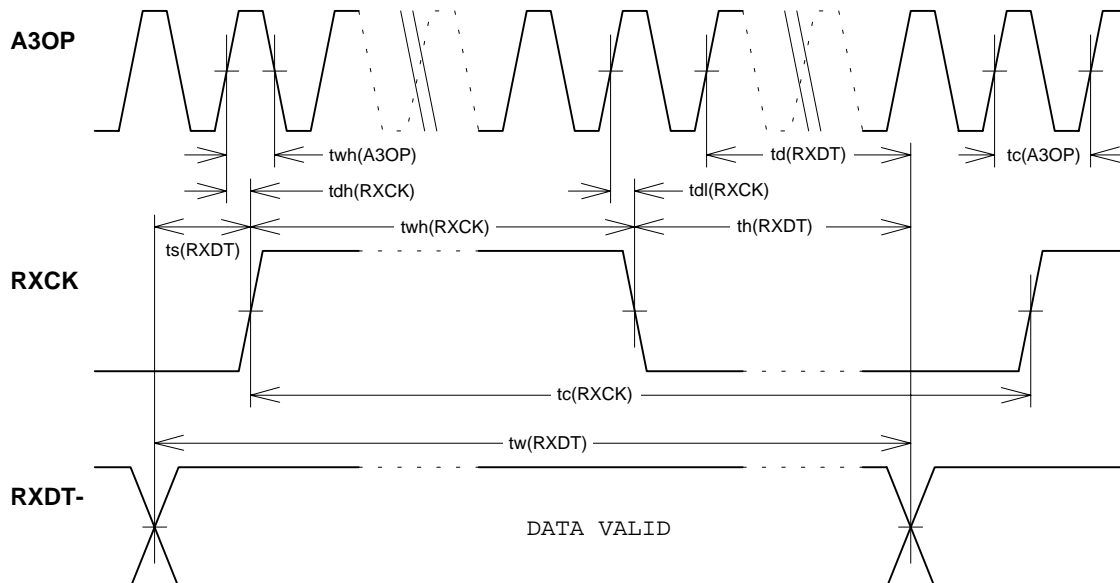 A3OP
twh(A3OP)
td(RXDT)
tc(A3OP)
tdh(RXCK)
tdl(RXCK)
twh(RXCK)
th(RXDT)
ts(RXDT)
RXCK
tc(RXCK)
tw(RXDT)
RXDT-
DATA VALID